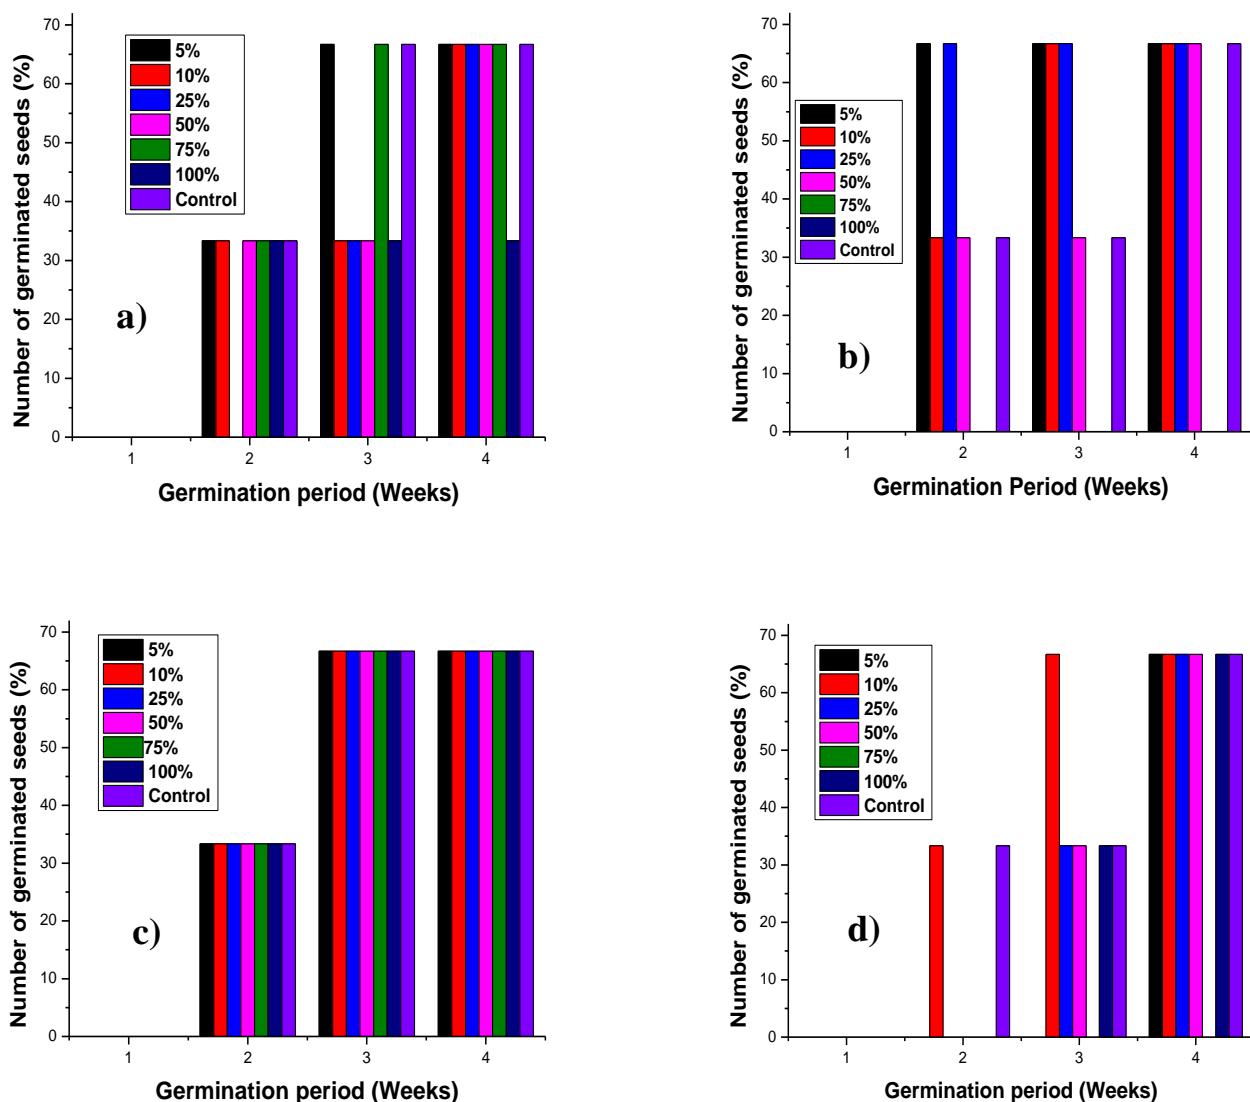 Number of germinated seeds (%)
70
60
50
40
30
20
10
0
5%
10%
25%
50%
75%
100%
Control
a)
1 2 3 4
Germination period (Weeks)
Number of germinated seeds (%)
70
60
50
40
30
20
10
0
5%
10%
25%
50%
75%
100%
Control
b)
1 2 3 4
Germination Period (Weeks)
Number of germinated seeds (%)
70
60
50
40
30
20
10
0
5%
10%
25%
50%
75%
100%
Control
c)
1 2 3 4
Germination period (Weeks)
Number of germinated seeds (%)
70
60
50
40
30
20
10
0
5%
10%
25%
50%
75%
100%
Control
d)
1 2 3 4
Germination period (Weeks)